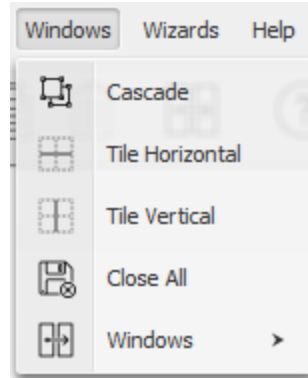 Windows Wizards Help
Cascade
Tile Horizontal
Tile Vertical
Close All
Windows